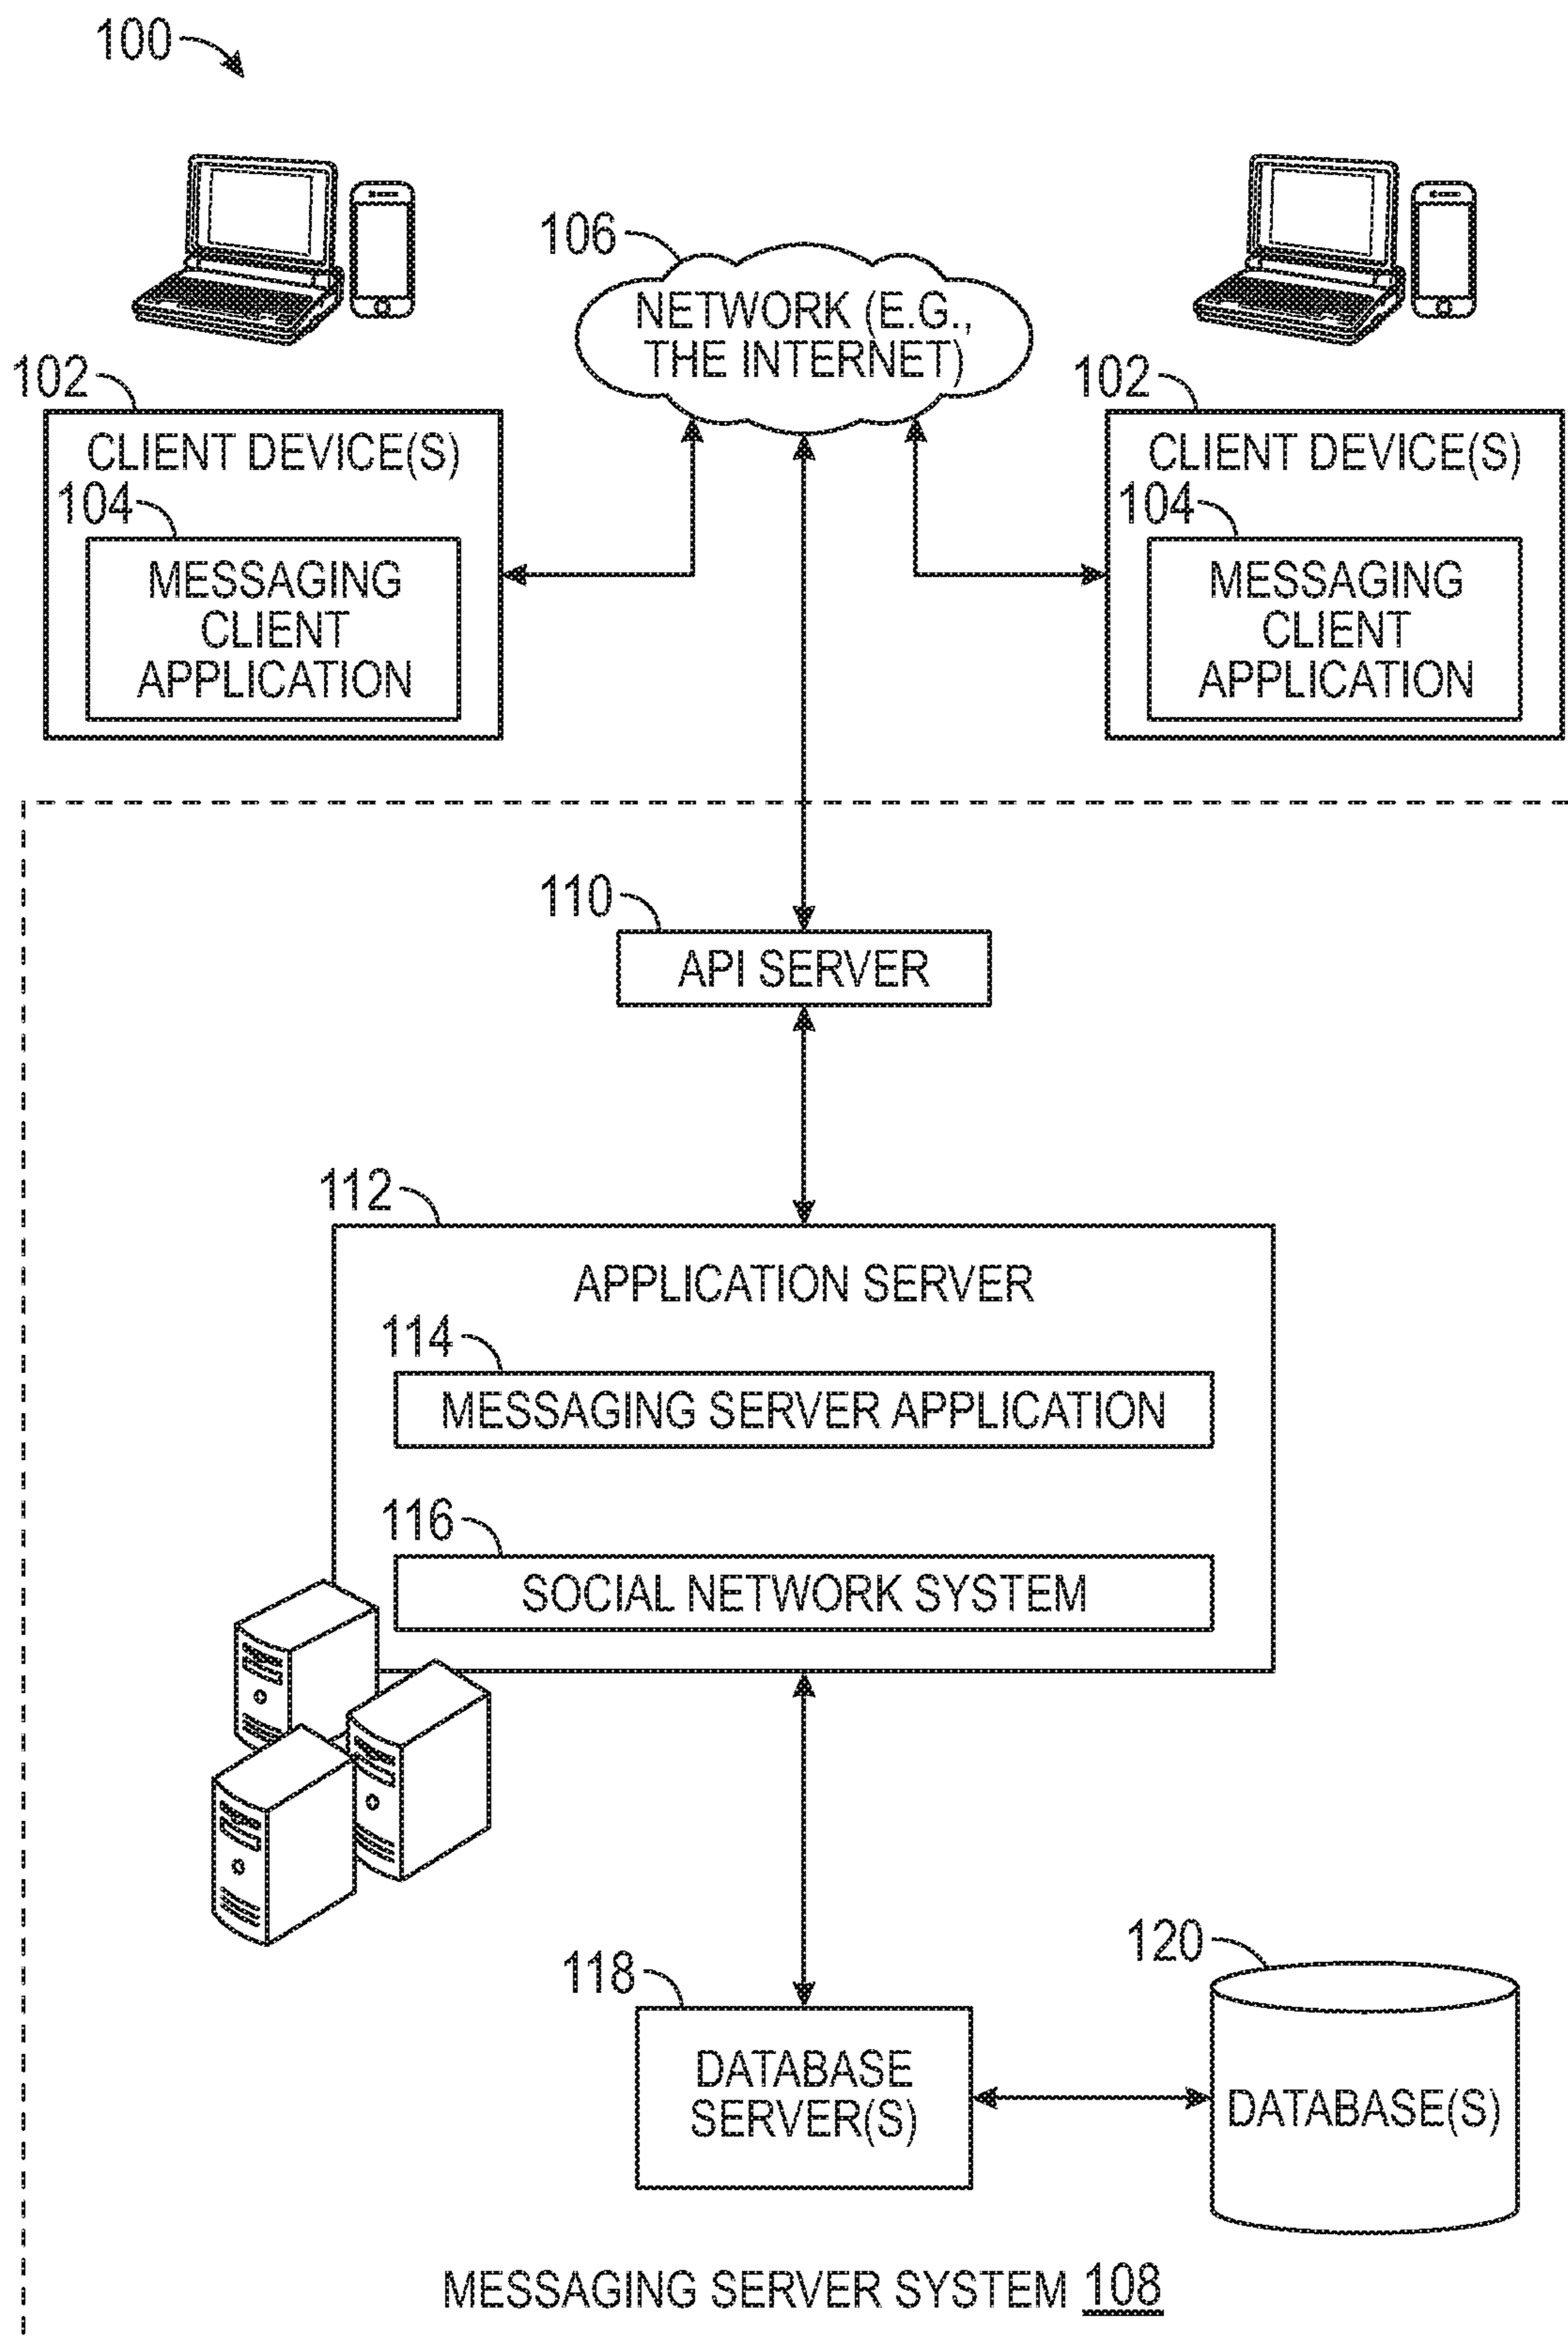 100
106
NETWORK (E.G.,
THE INTERNET)
102
CLIENT DEVICE(S)
104
MESSAGING
CLIENT
APPLICATION
102
CLIENT DEVICE(S)
104
MESSAGING
CLIENT
APPLICATION
110
API SERVER
112
APPLICATION SERVER
114
MESSAGING SERVER APPLICATION
116
SOCIAL NETWORK SYSTEM
118
DATABASE
SERVER(S)
120
DATABASE(S)
MESSAGING SERVER SYSTEM 108